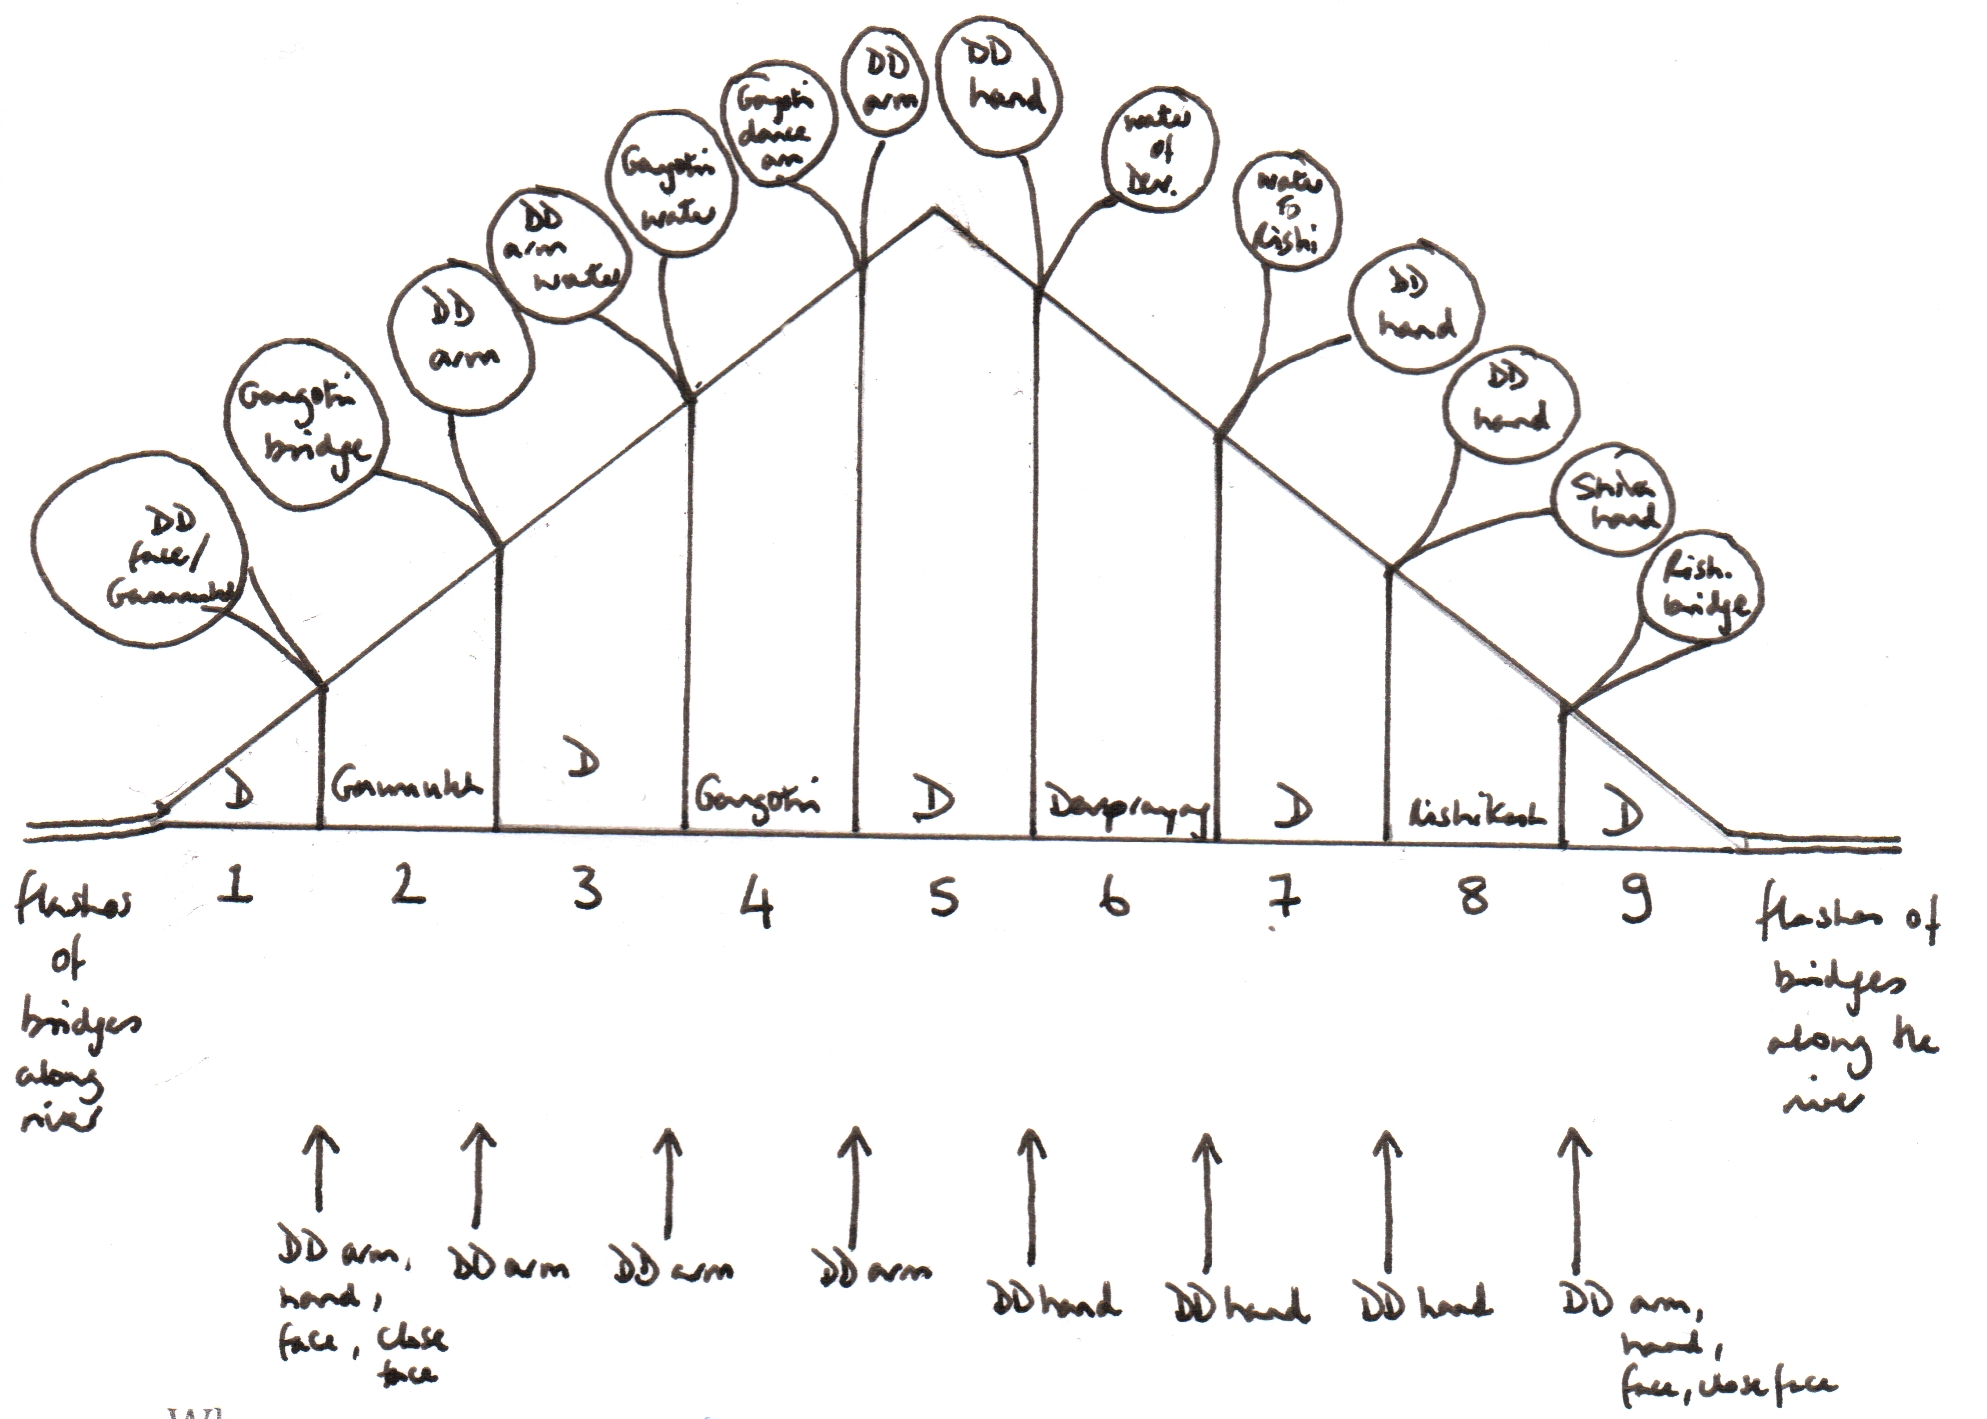 DD
face/
Gaumukh
Gangotri
bridge
DD
arm
DD
arm
water
Gangotri
water
Gangotri
dance
arm
DD
arm
DD
hand
water
of
Dev.
water
to
Rishi
DD
hand
DD
hand
Shiva
hand
Rish.
bridge
D
Gaumukh
D
Gangotri
D
Devprayag
D
Rishikesh
D
1 2 3 4 5 6 7 8 9
flashes
of
bridges
along
river
flashes of
bridges
along the
river
DD arm,
hand,
face, close
face
DD arm
DD arm
DD arm
DD hand
DD hand
DD hand
DD arm,
hand,
face, close face